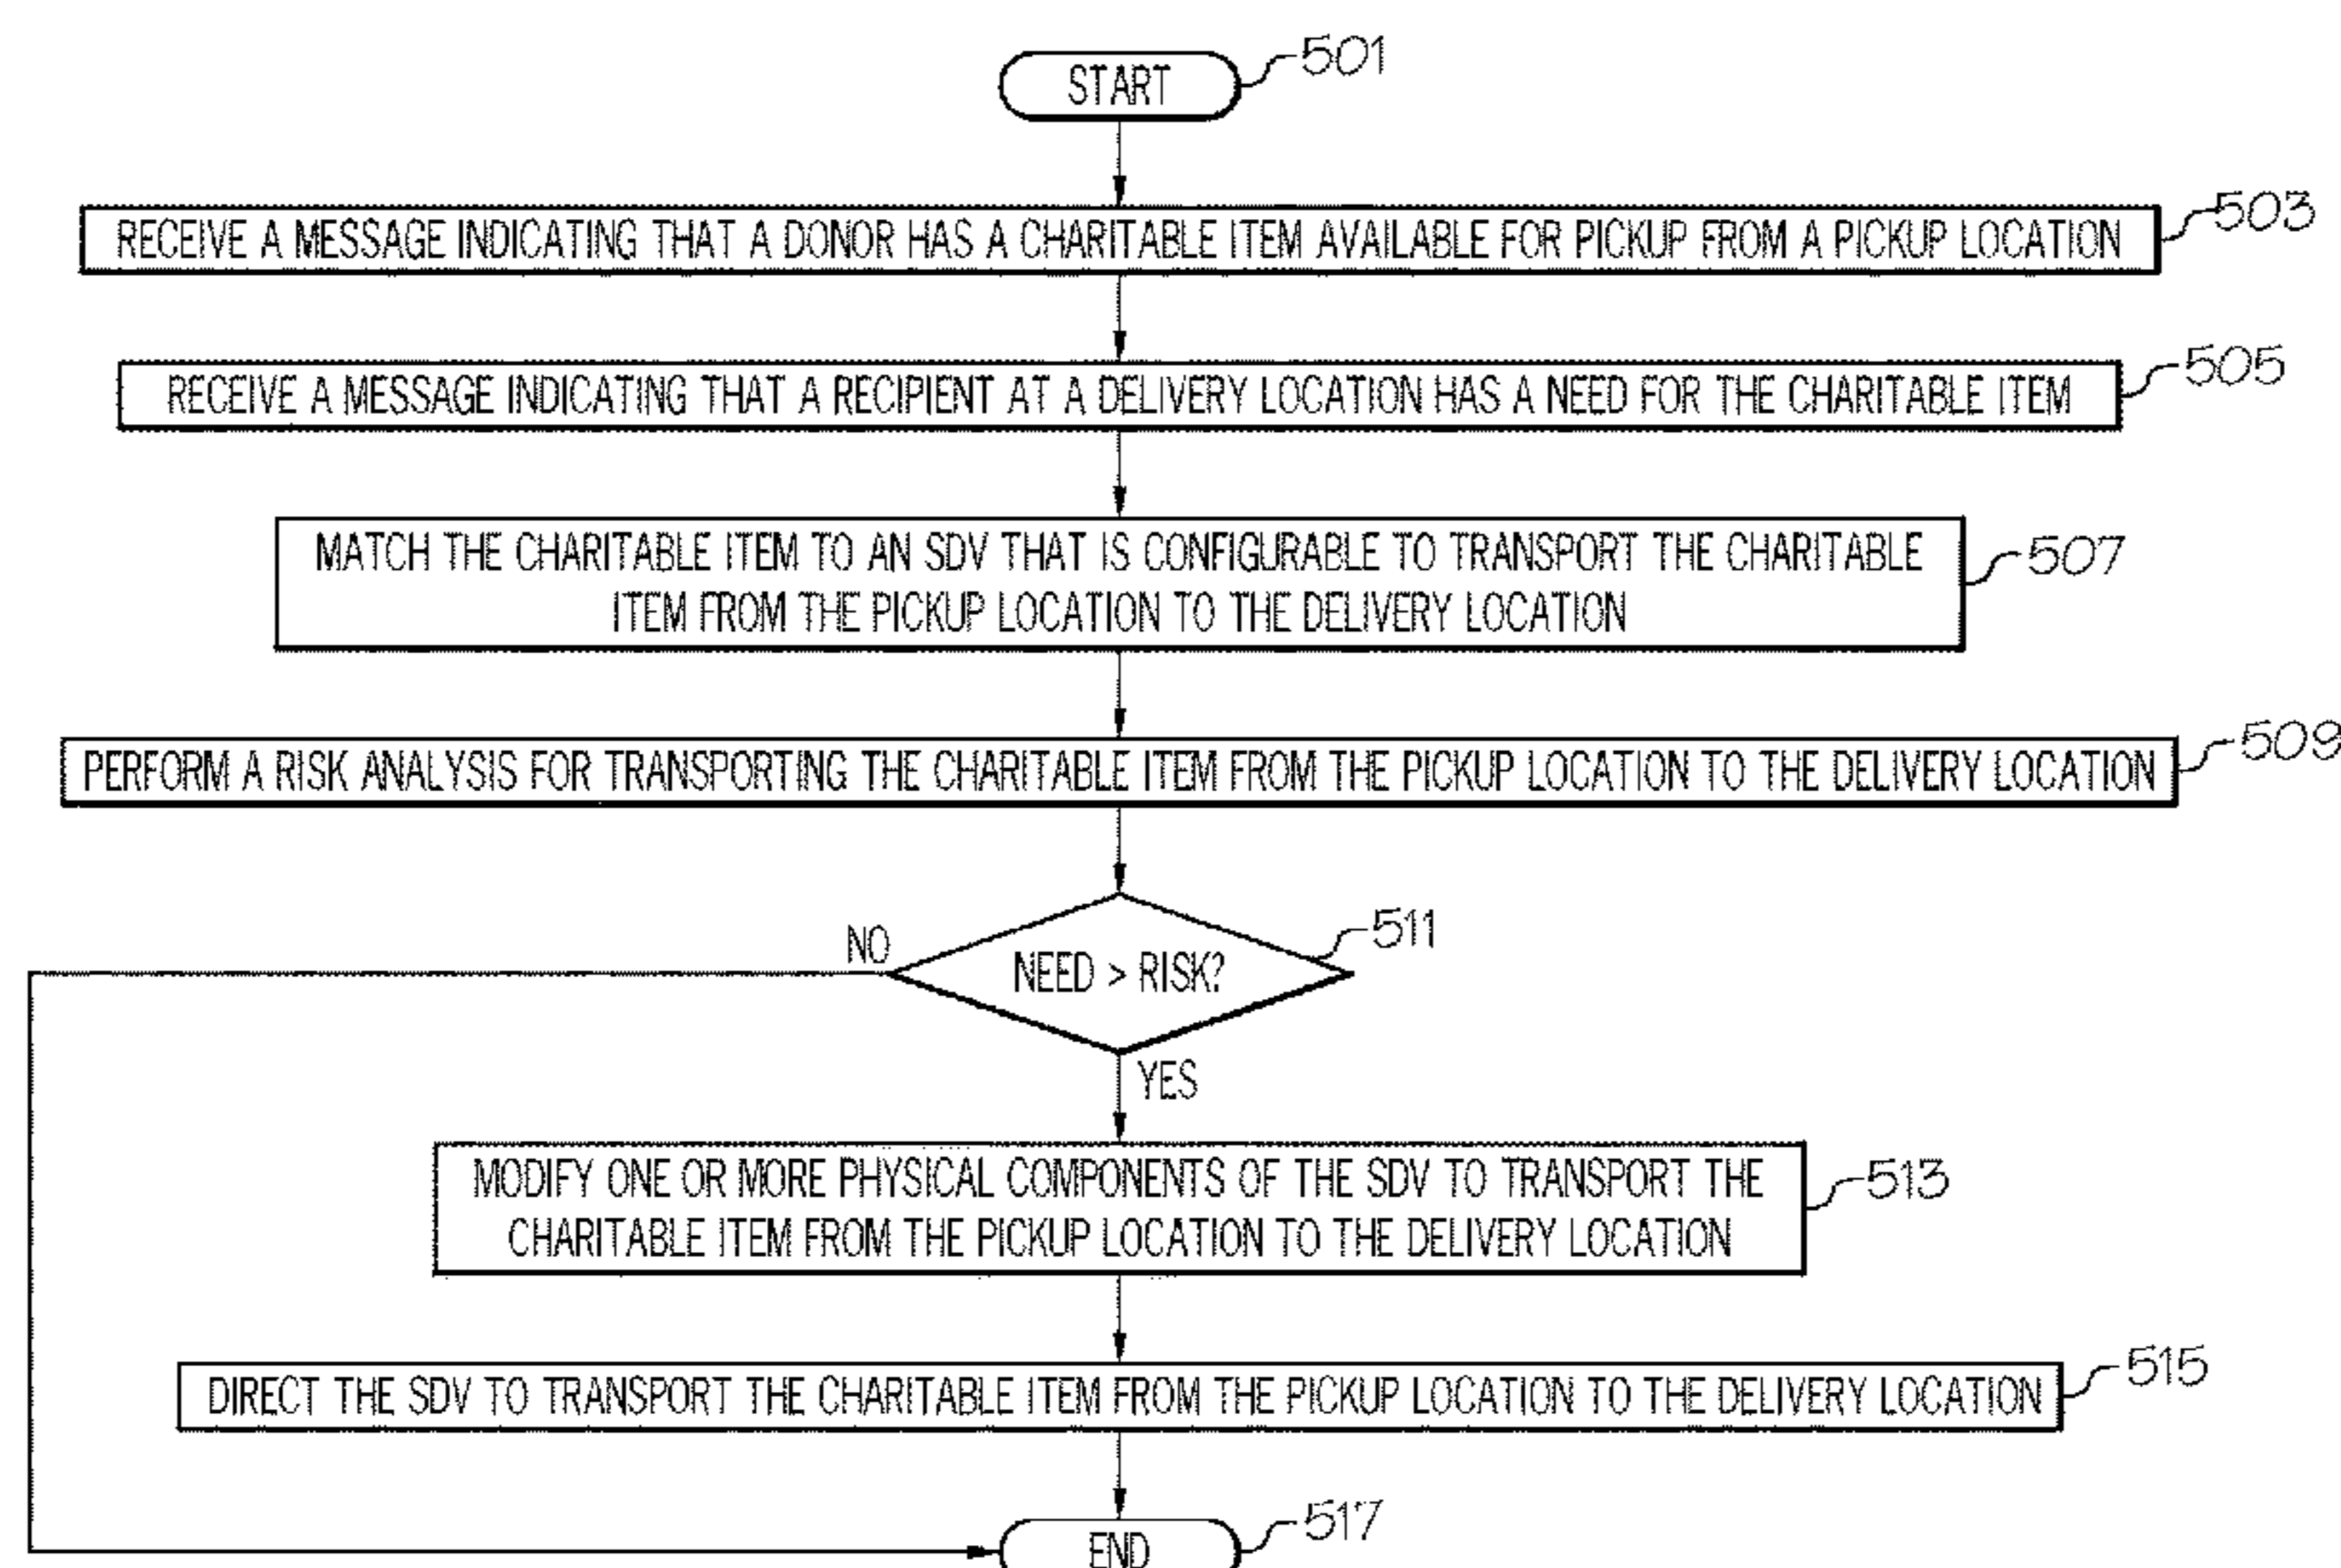 START
501
RECEIVE A MESSAGE INDICATING THAT A DONOR HAS A CHARITABLE ITEM AVAILABLE FOR PICKUP FROM A PICKUP LOCATION
503
RECEIVE A MESSAGE INDICATING THAT A RECIPIENT AT A DELIVERY LOCATION HAS A NEED FOR THE CHARITABLE ITEM
505
MATCH THE CHARITABLE ITEM TO AN SDV THAT IS CONFIGURABLE TO TRANSPORT THE CHARITABLE
ITEM FROM THE PICKUP LOCATION TO THE DELIVERY LOCATION
507
PERFORM A RISK ANALYSIS FOR TRANSPORTING THE CHARITABLE ITEM FROM THE PICKUP LOCATION TO THE DELIVERY LOCATION
509
NO
NEED > RISK?
511
YES
MODIFY ONE OR MORE PHYSICAL COMPONENTS OF THE SDV TO TRANSPORT THE
CHARITABLE ITEM FROM THE PICKUP LOCATION TO THE DELIVERY LOCATION
513
DIRECT THE SDV TO TRANSPORT THE CHARITABLE ITEM FROM THE PICKUP LOCATION TO THE DELIVERY LOCATION
515
END
517